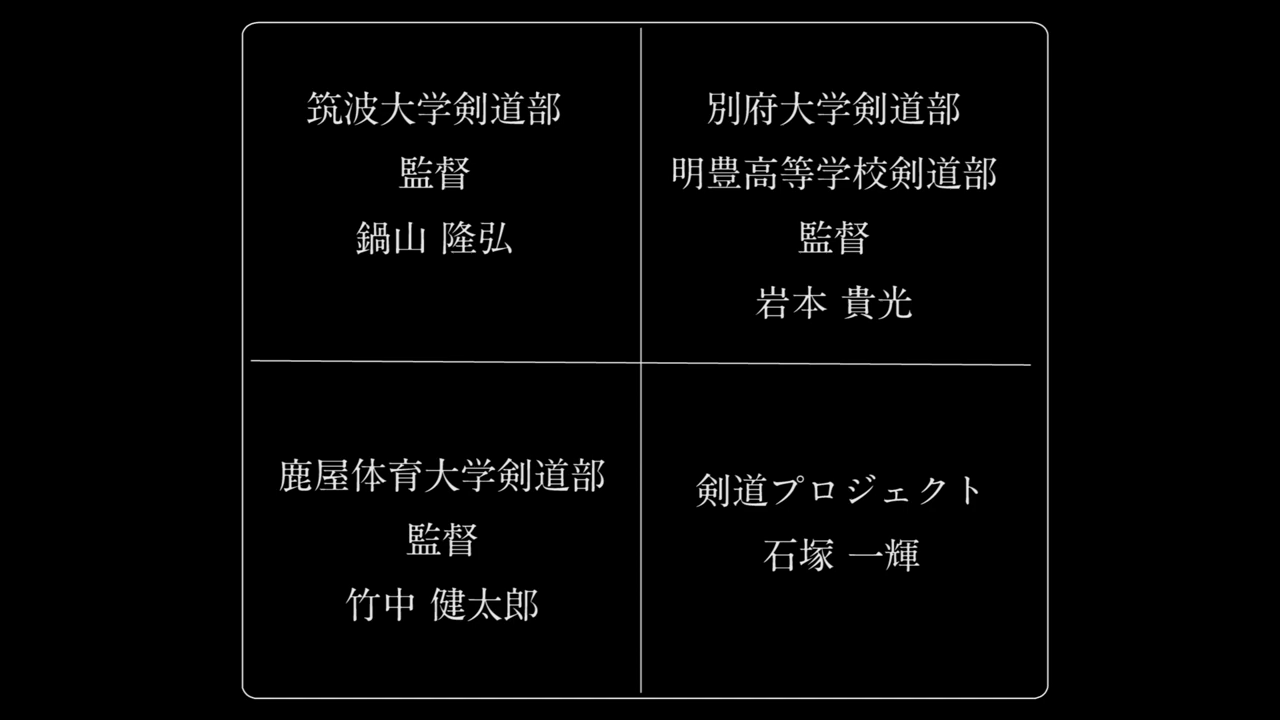 筑波大学剣道部
監督
鍋山 隆弘
別府大学剣道部
明豊高等学校剣道部
監督
岩本 貴光
鹿屋体育大学剣道部
監督
竹中 健太郎
剣道プロジェクト
石塚 一輝